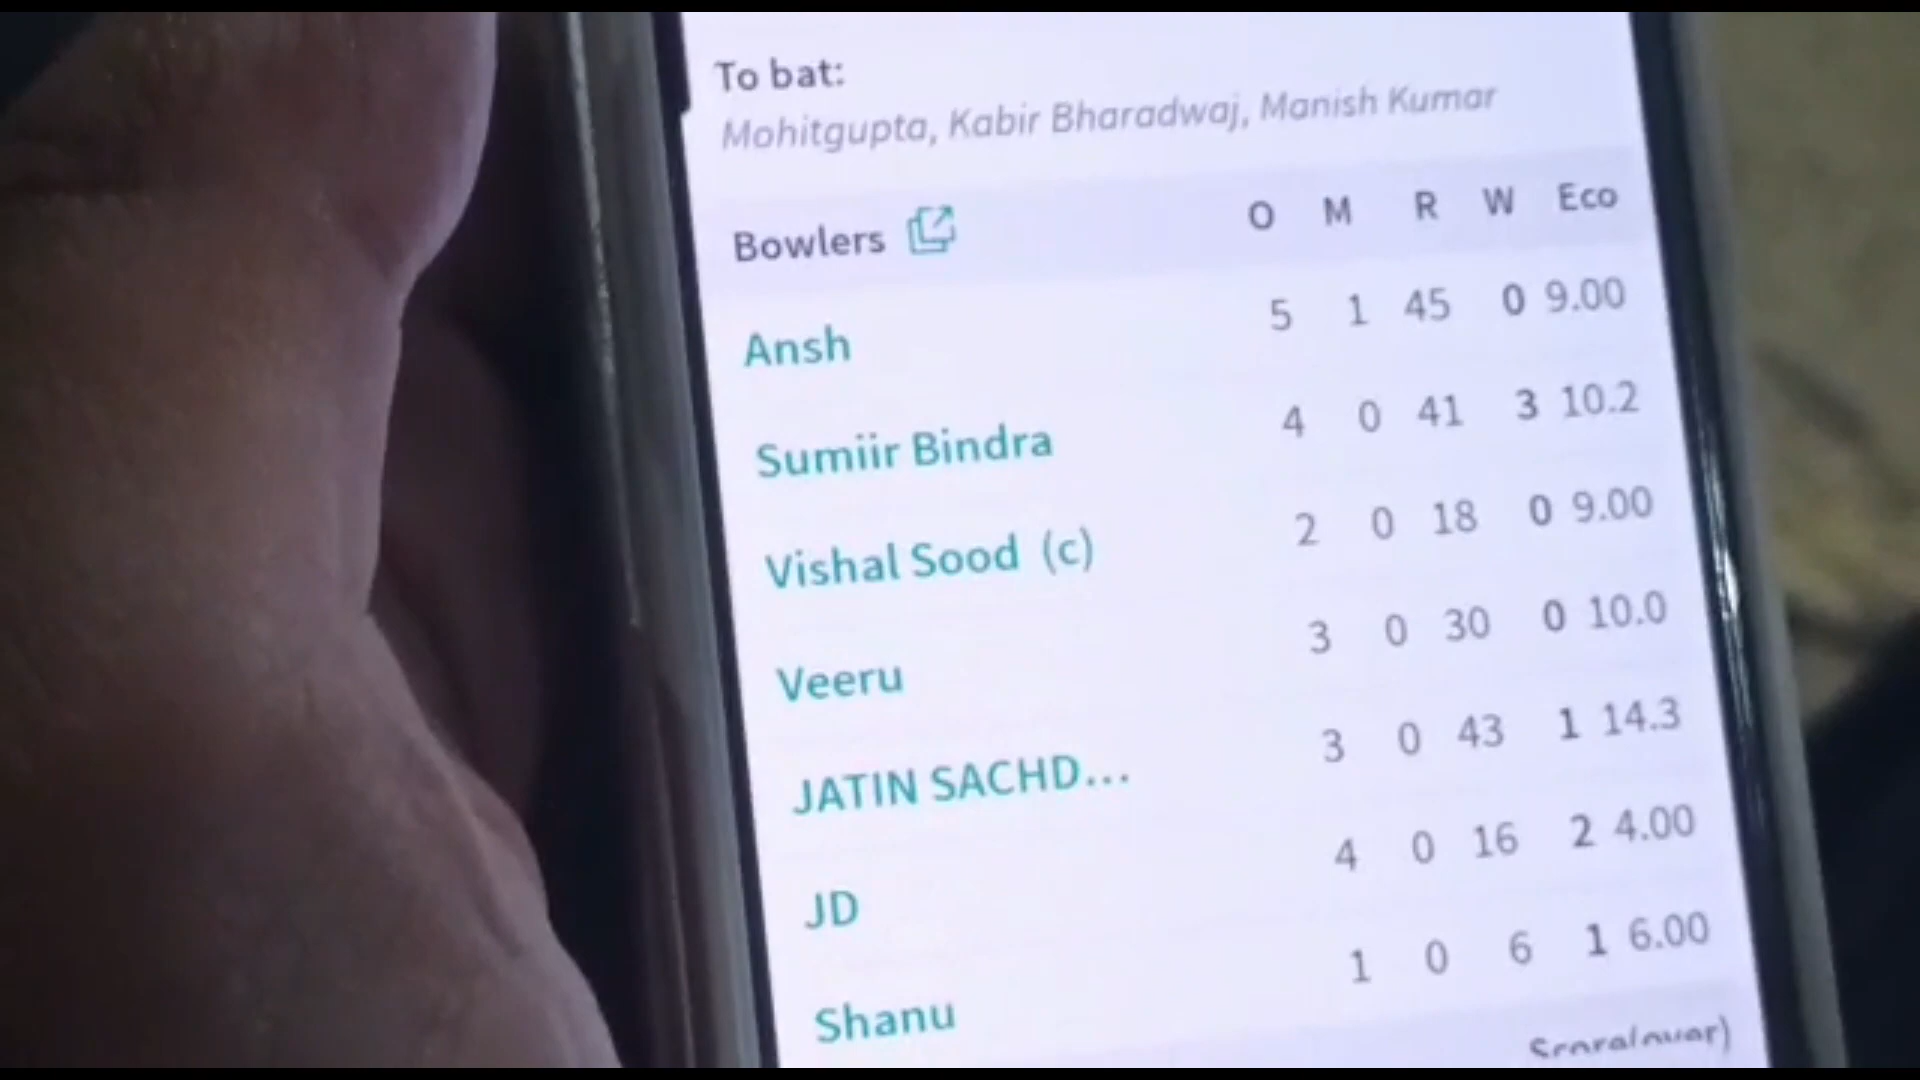 To bat:
Mohitgupta, Kabir Bharadwaj, Manish Kumar
Bowlers O M R W Eco
Ansh 5 1 45 0 9.00
Sumiir Bindra 4 0 41 3 10.2
Vishal Sood (c) 2 0 18 0 9.00
Veeru 3 0 30 0 10.0
JATIN SACHD... 3 0 43 1 14.3
JD 4 0 16 2 4.00
Shanu 1 0 6 1 6.00
Score(over)